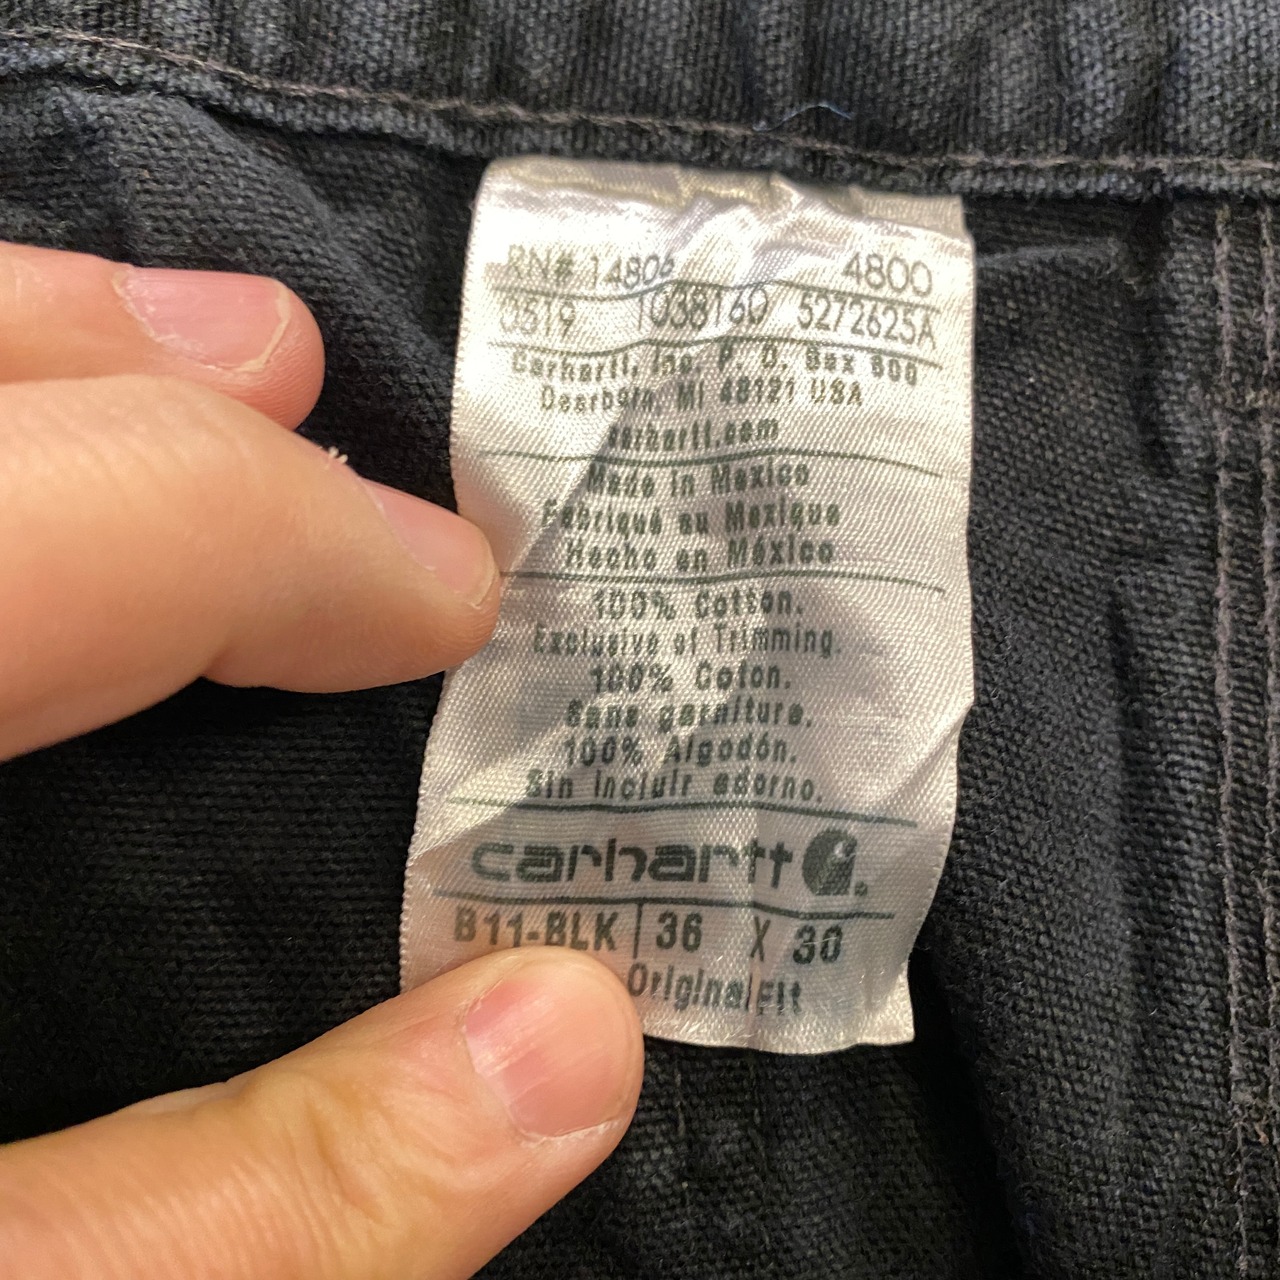 RN# 14806 4800
0519 1038160 5272625A
Carhartt, Inc. P. O. Box 600
Dearborn, MI 48121 USA
carhartt.com
Made in Mexico
Fabriqué au Mexique
Hecho en México
100% Cotton.
Exclusive of Trimming.
100% Coton.
Sans garniture.
100% Algodón.
Sin incluir adorno.
carhartt
B11-BLK 36 X 30
Original Fit